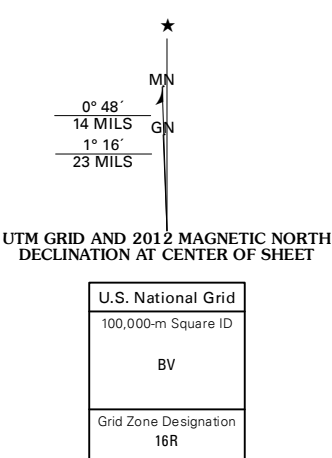 ★
MN
0° 48´
14 MILS
GN
1° 16´
23 MILS
UTM GRID AND 2012 MAGNETIC NORTH
DECLINATION AT CENTER OF SHEET
U.S. National Grid
100,000-m Square ID
BV
Grid Zone Designation
16R